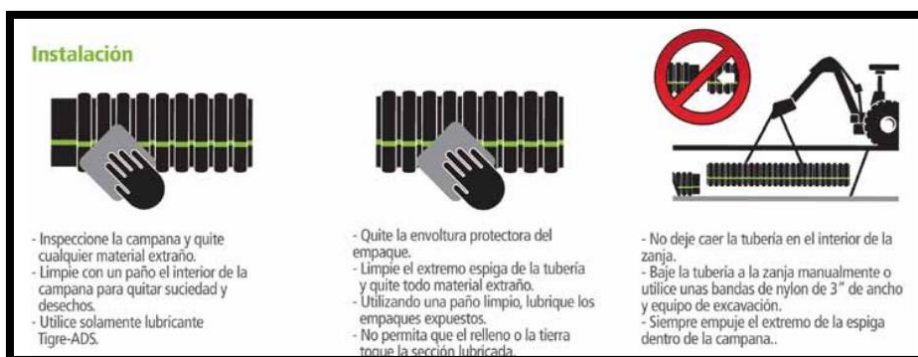 Instalación
- Inspeccione la campana y quite
cualquier material extraño.
- Limpie con un paño el interior de la
campana para quitar suciedad y
desechos.
- Utilice solamente lubricante
Tigre-ADS.
- Quite la envoltura protectora del
empaque.
- Limpie el extremo espiga de la tubería
y quite todo material extraño.
- Utilizando una paño limpio, lubrique los
empaques expuestos.
- No permita que el relleno o la tierra
toque la sección lubricada.
- No deje caer la tubería en el interior de la
zanja.
- Baje la tubería a la zanja manualmente o
utilice unas bandas de nylon de 3" de ancho
y equipo de excavación.
- Siempre empuje el extremo de la espiga
dentro de la campana..